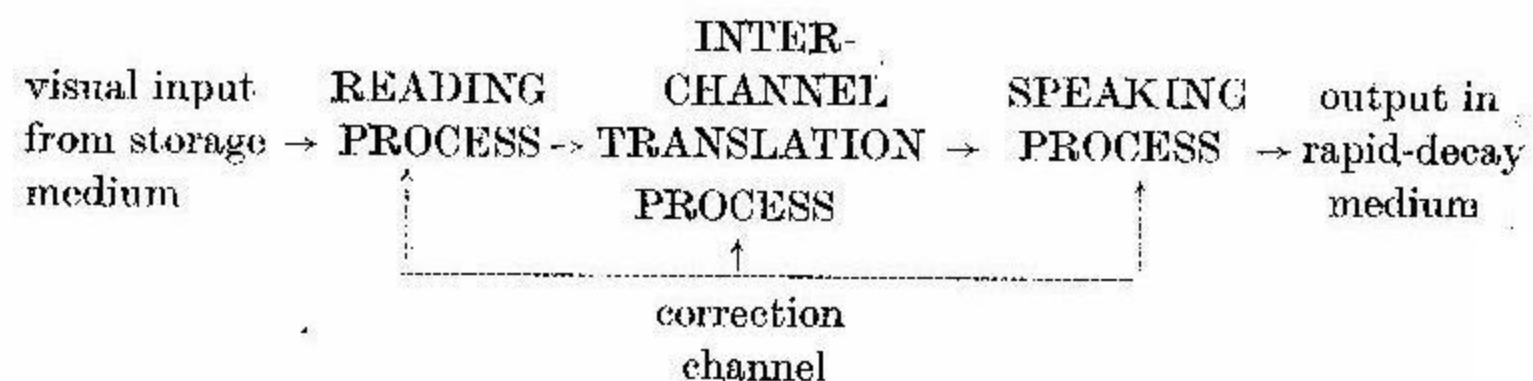 visual input from storage medium
→ READING PROCESS
→ INTER-CHANNEL TRANSLATION PROCESS
→ SPEAKING PROCESS
→ output in rapid-decay medium
correction channel